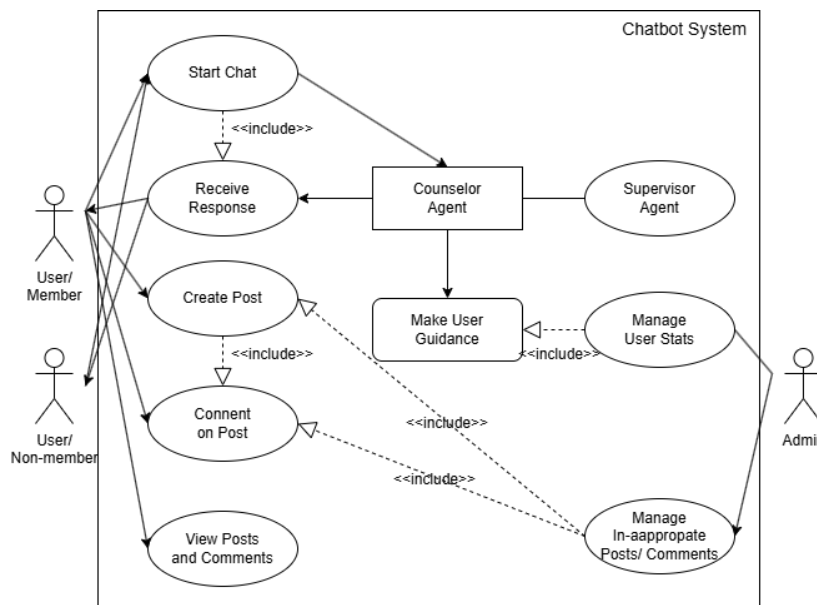 Chatbot System
Start Chat
<<include>>
Receive
Response
Counselor
Agent
Supervisor
Agent
User/
Member
Create Post
Make User
Guidance
Manage
User Stats
<<include>>
<<include>>
User/
Non-member
Connent
on Post
Admi
<<include>>
<<include>>
View Posts
and Comments
Manage
In-aappropate
Posts/ Comments